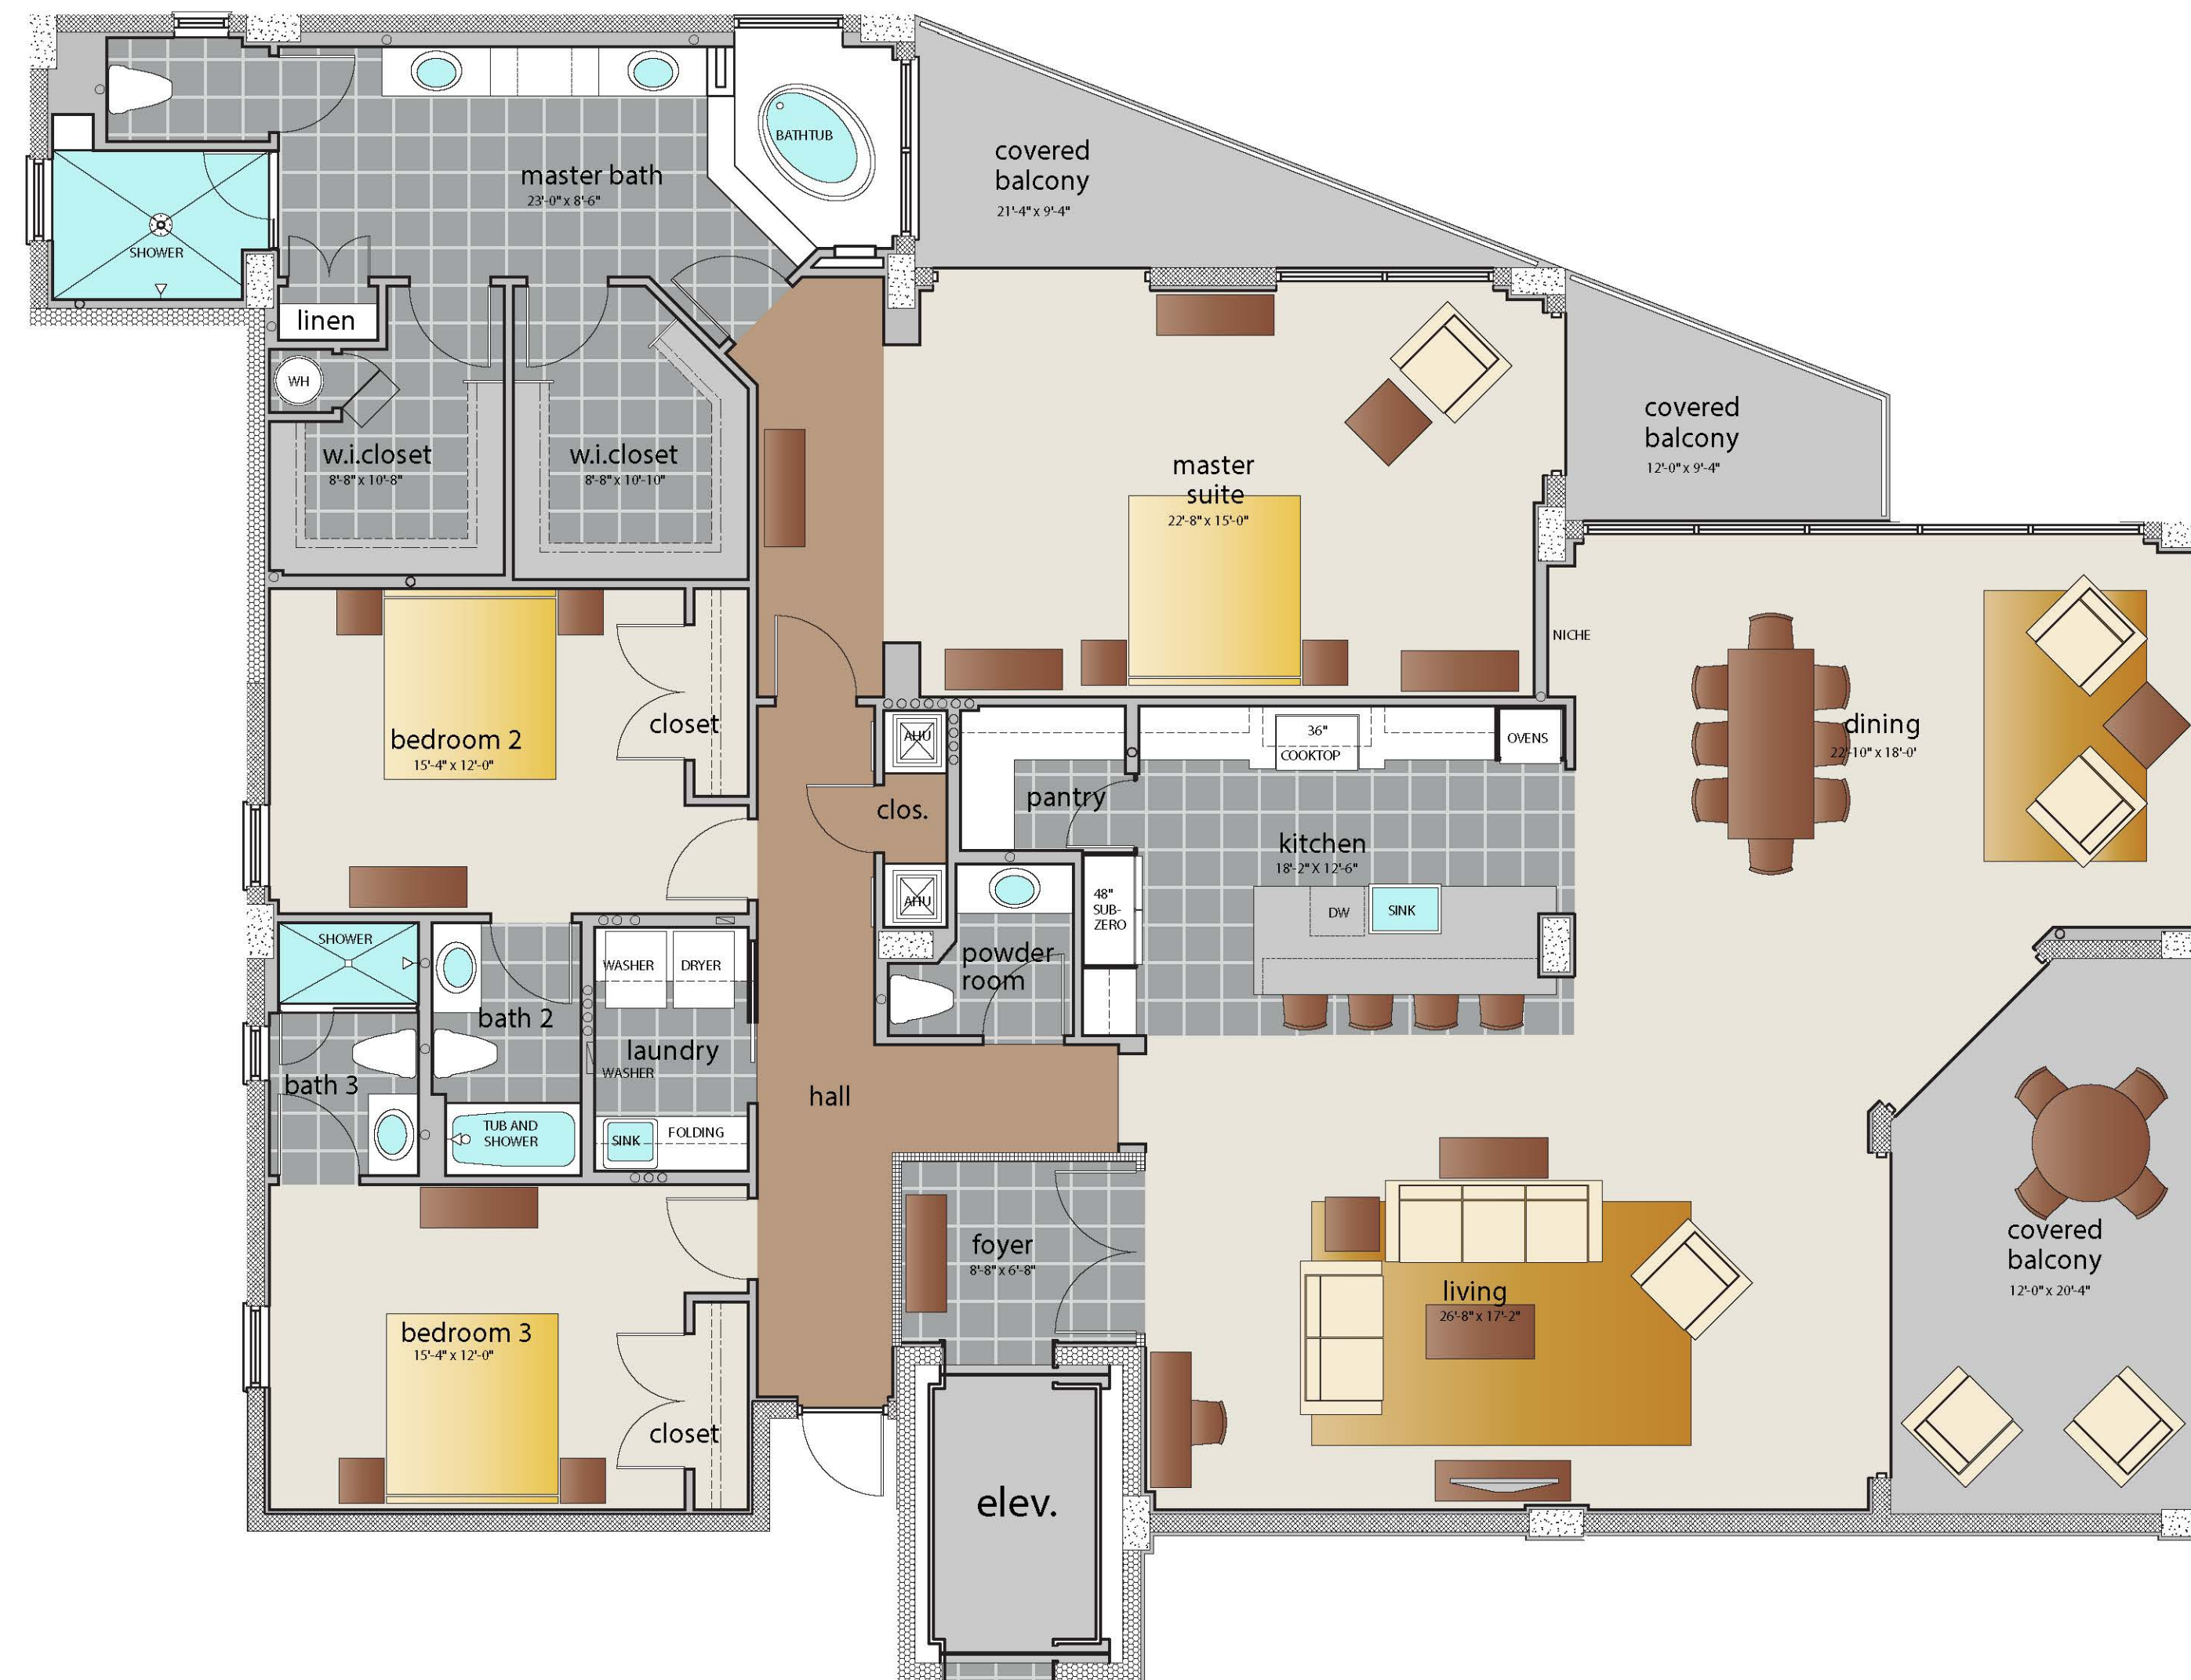 BATHTUB
master bath
23'-0" x 8'-6"
SHOWER
covered
balcony
21'-4" x 9'-4"
linen
WH
w.i.closet
8'-8" x 10'-8"
w.i.closet
8'-8" x 10'-10"
master
suite
22'-8" x 15'-0"
covered
balcony
12'-0" x 9'-4"
NICHE
bedroom 2
15'-4" x 12'-0"
closet
AHU
clos.
AHU
pantry
36"
COOKTOP
OVENS
kitchen
18'-2" X 12'-6"
dining
22'-10" x 18'-0'
48"
SUB-
ZERO
DW
SINK
SHOWER
WASHER
DRYER
powder
room
bath 2
laundry
WASHER
bath 3
TUB AND
SHOWER
SINK
FOLDING
hall
foyer
8'-8" x 6'-8"
living
26'-8" x 17'-2"
covered
balcony
12'-0" x 20'-4"
bedroom 3
15'-4" x 12'-0"
closet
elev.